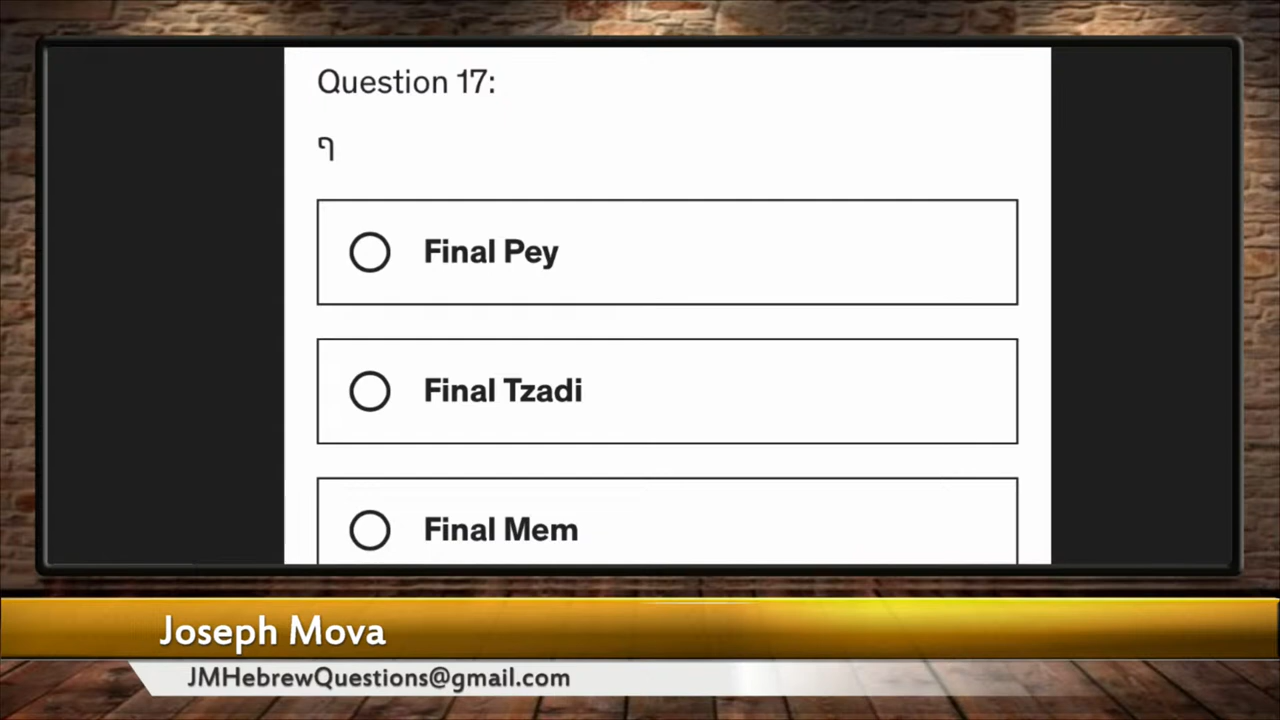 Question 17:
ף
Final Pey
Final Tzadi
Final Mem
Joseph Mova
JMHebrewQuestions@gmail.com